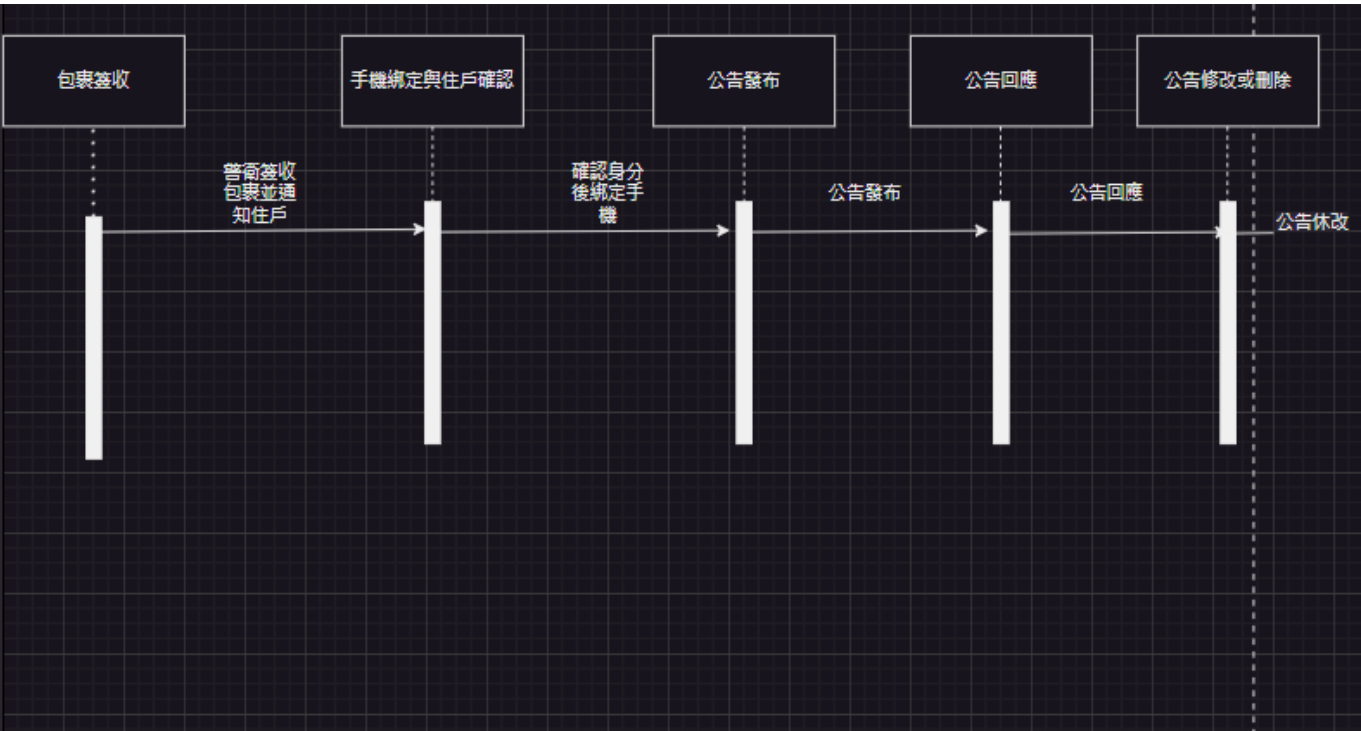 包裹簽收
手機綁定與住戶確認
公告發布
公告回應
公告修改或刪除
警衛簽收
包裹並通
知住戶
確認身分
後綁定手
機
公告發布
公告回應
公告休改